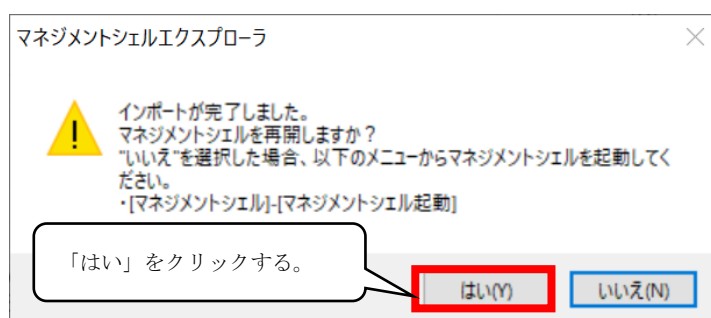 マネジメントシェルエクスプローラ
インポートが完了しました。
マネジメントシェルを再開しますか？
"いいえ"を選択した場合、以下のメニューからマネジメントシェルを起動してく
ださい。
・[マネジメントシェル]-[マネジメントシェル起動]
「はい」をクリックする。
はい(Y)
いいえ(N)